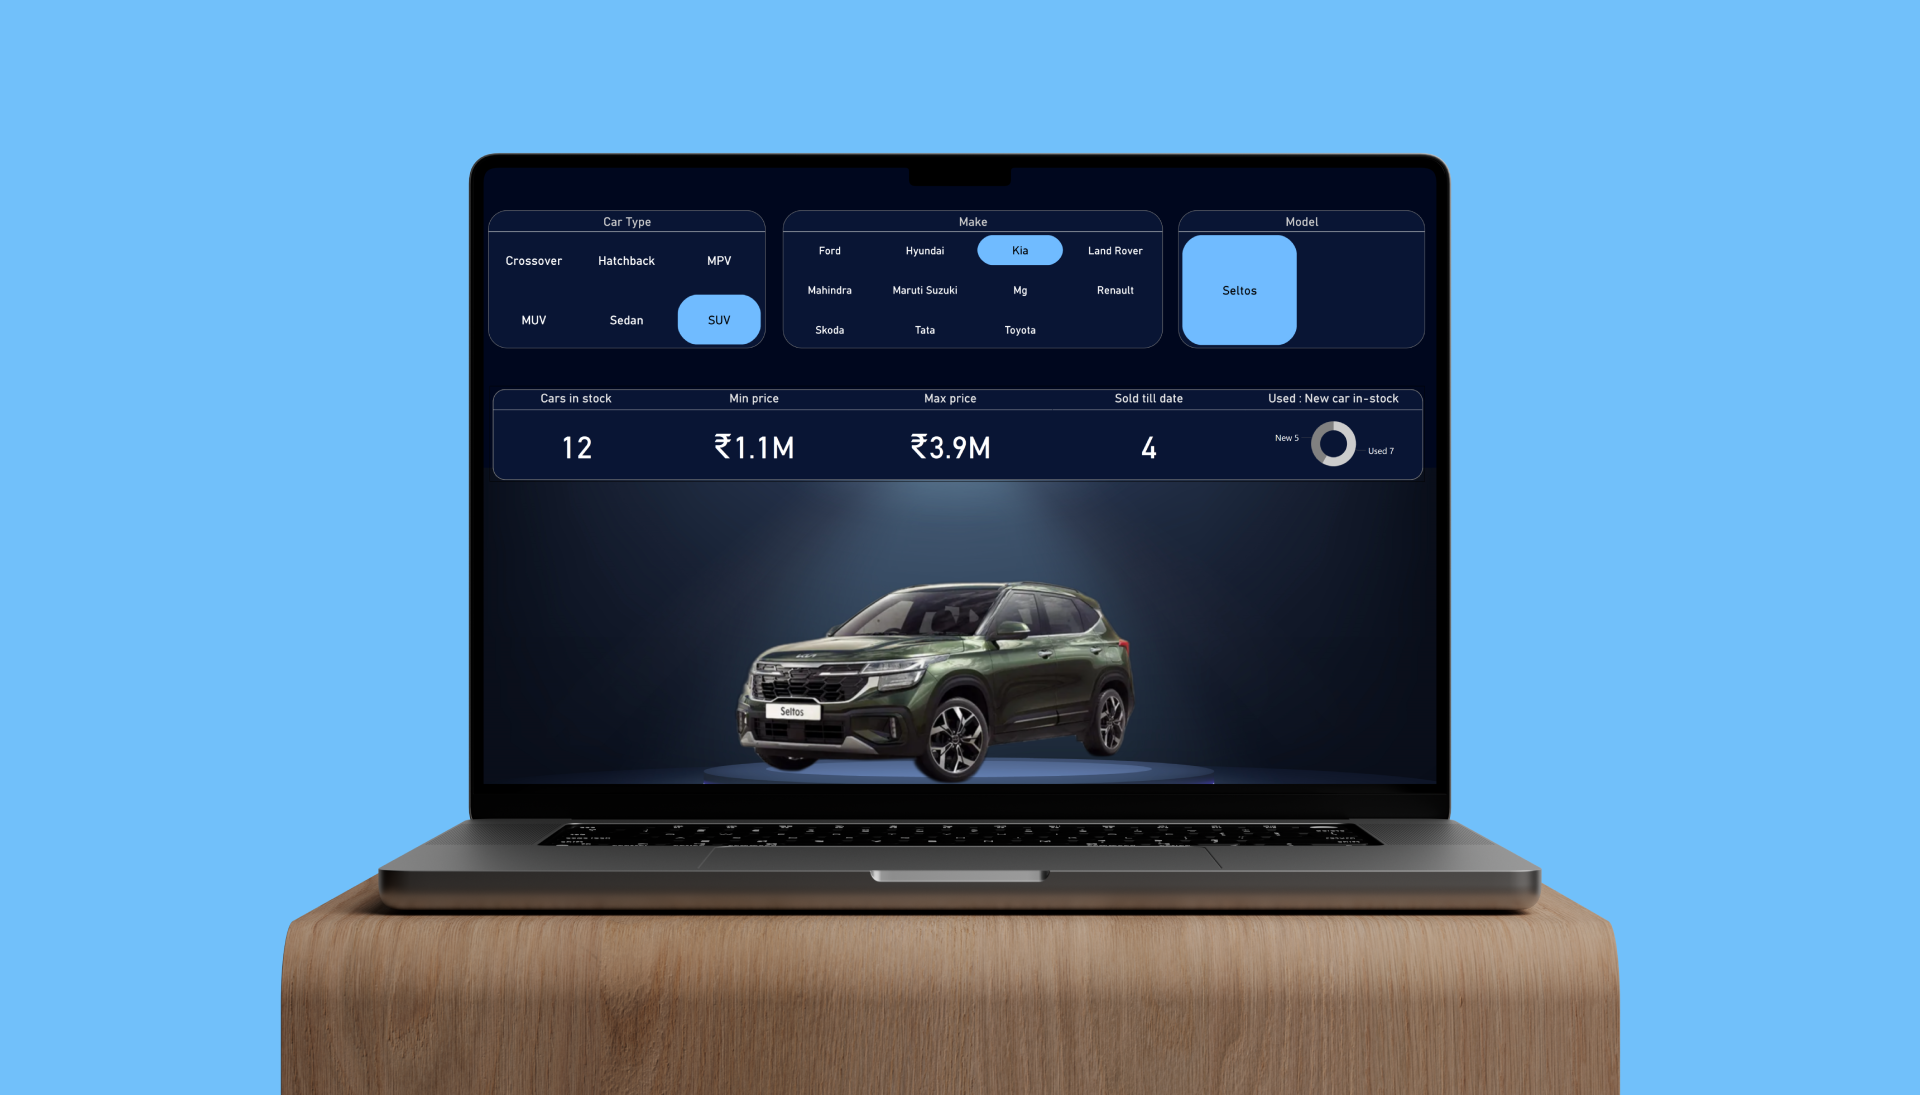 Car Type
Crossover Hatchback MPV
MUV Sedan SUV
Make
Ford Hyundai Kia Land Rover
Mahindra Maruti Suzuki Mg Renault
Skoda Tata Toyota
Model
Seltos
Cars in stock Min price Max price Sold till date Used : New car in-stock
12 ₹1.1M ₹3.9M 4
New 5
Used 7
Seltos